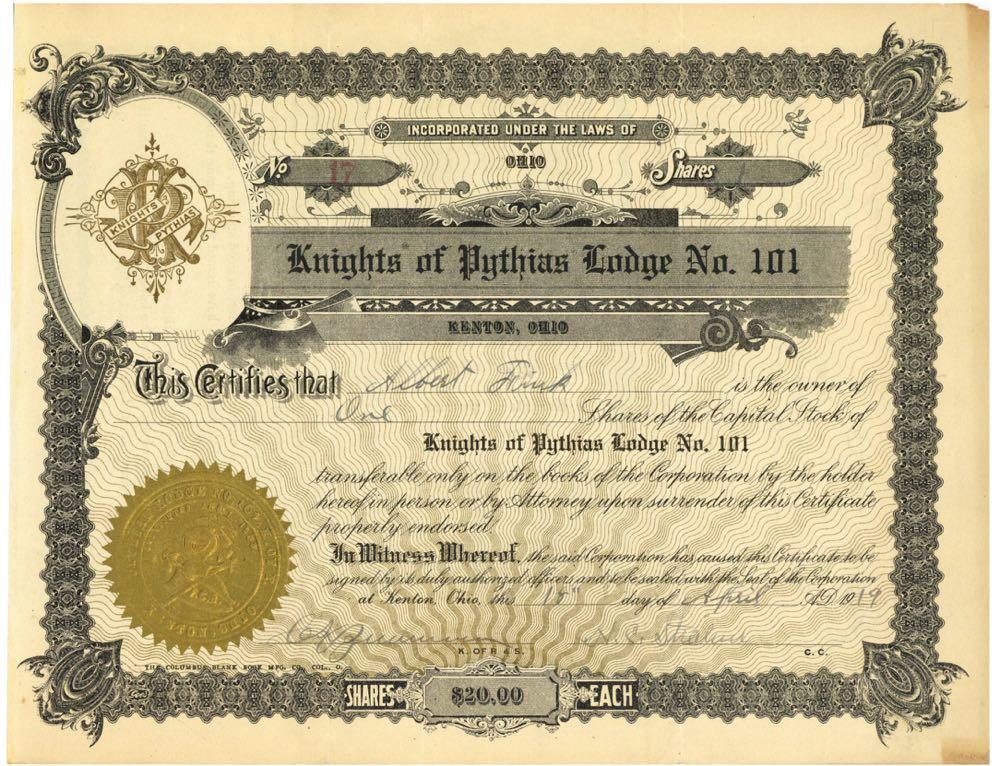 INCORPORATED UNDER THE LAWS OF
OHIO
No 17
Shares 1
KNIGHTS OF PYTHIAS
Knights of Pythias Lodge No. 101
KENTON, OHIO
This Certifies that Albert Fink is the owner of
One Shares of the Capital Stock of
Knights of Pythias Lodge No. 101
transferable only on the books of the Corporation by the holder
hereof in person or by Attorney upon surrender of this Certificate
properly endorsed.
In Witness Whereof, the said Corporation has caused this Certificate to be
signed by its duly authorized officers and to be sealed with the Seal of the Corporation
at Kenton, Ohio, this 15th day of April A.D. 1914
K. OF R & S.
C. C.
THE COLUMBUS BLANK BOOK MFG. CO., COL., O.
SHARES $20.00 EACH